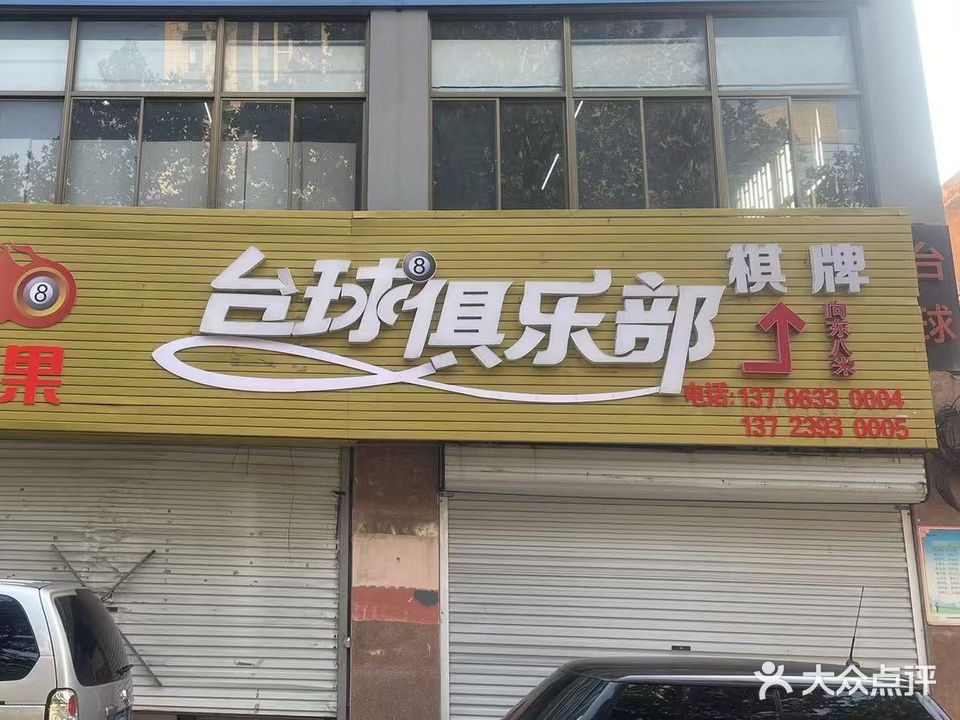 果
8
台球俱乐部
8
棋牌
向东八米
电话:137 0633 0004
137 2393 0005
台球
大众点评